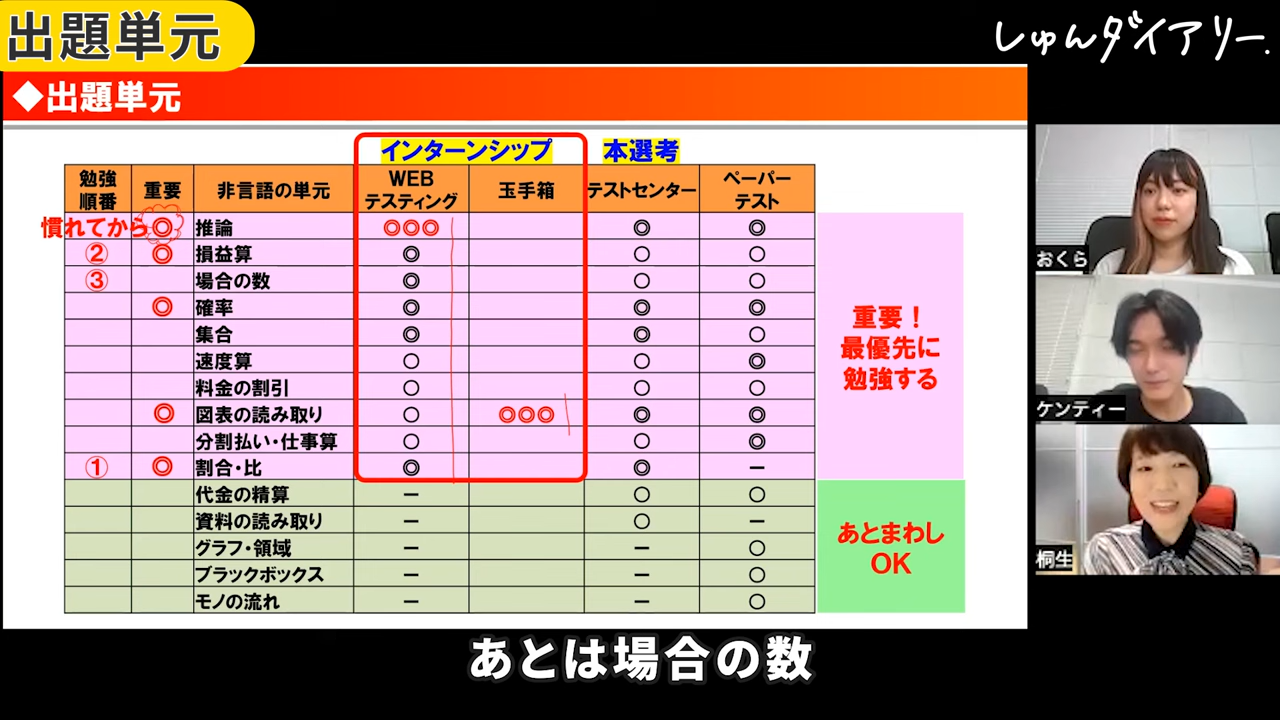 出題単元
しゅんダイアリー.
◆出題単元
インターンシップ 本選考
勉強順番 重要 非言語の単元 WEBテスティング 玉手箱 テストセンター ペーパーテスト
慣れてから ◎ 推論 ◎◎◎ ◎ ◎
② ◎ 損益算 ◎ ○ ○
③ 場合の数 ◎ ○ ○
◎ 確率 ◎ ◎ ◎
集合 ◎ ◎ ○
速度算 ○ ○ ◎
料金の割引 ○ ○ ○
◎ 図表の読み取り ○ ◎◎◎ ◎ ◎
分割払い・仕事算 ○ ○ ◎
① ◎ 割合・比 ◎ ◎ ー
代金の精算 ー ○ ○
資料の読み取り ー ○ ー
グラフ・領域 ー ー ○
ブラックボックス ー ー ○
モノの流れ ー ー ○
重要！
最優先に
勉強する
あとまわし
OK
おくら
ケンティー
桐生
あとは場合の数